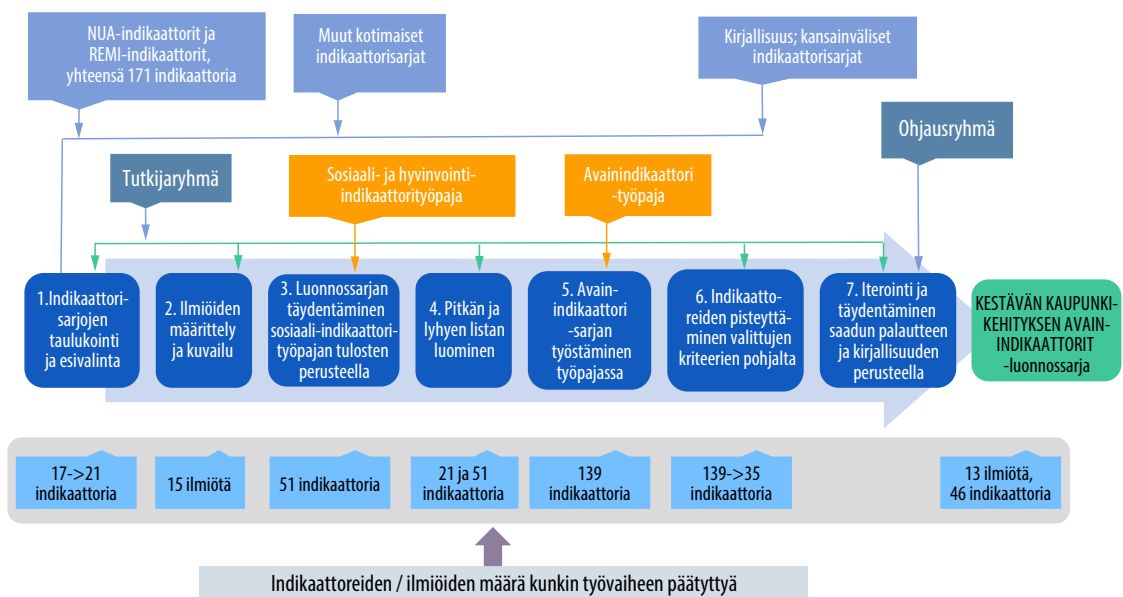 NUA-indikaattorit ja
REMI-indikaattorit,
yhteensä 171 indikaattoria
Muut kotimaiset
indikaattorisarjat
Kirjallisuus; kansainväliset
indikaattorisarjat
Ohjausryhmä
Tutkijaryhmä
Sosiaali- ja hyvinvointi-
indikaattorityöpaja
Avainindikaattori
-työpaja
1.Indikaattori-
sarjojen
taulukointi
ja esivalinta
2. Ilmiöiden
määrittely
ja kuvailu
3. Luonnossarjan
täydentäminen
sosiaali-indikaattori-
työpajan tulosten
perusteella
4. Pitkän ja
lyhyen listan
luominen
5. Avain-
indikaattori
-sarjan
työstäminen
työpajassa
6. Indikaatto-
reiden pisteyttä-
minen valittujen
kriteerien pohjalta
7. Iterointi ja
täydentäminen
saadun palautteen
ja kirjallisuuden
perusteella
KESTÄVÄN KAUPUNKI-
KEHITYKSEN AVAIN-
INDIKAATTORIT
-luonnossarja
17->21
indikaattoria
15 ilmiötä
51 indikaattoria
21 ja 51
indikaattoria
139
indikaattoria
139->35
indikaattoria
13 ilmiötä,
46 indikaattoria
Indikaattoreiden / ilmiöiden määrä kunkin työvaiheen päätyttyä